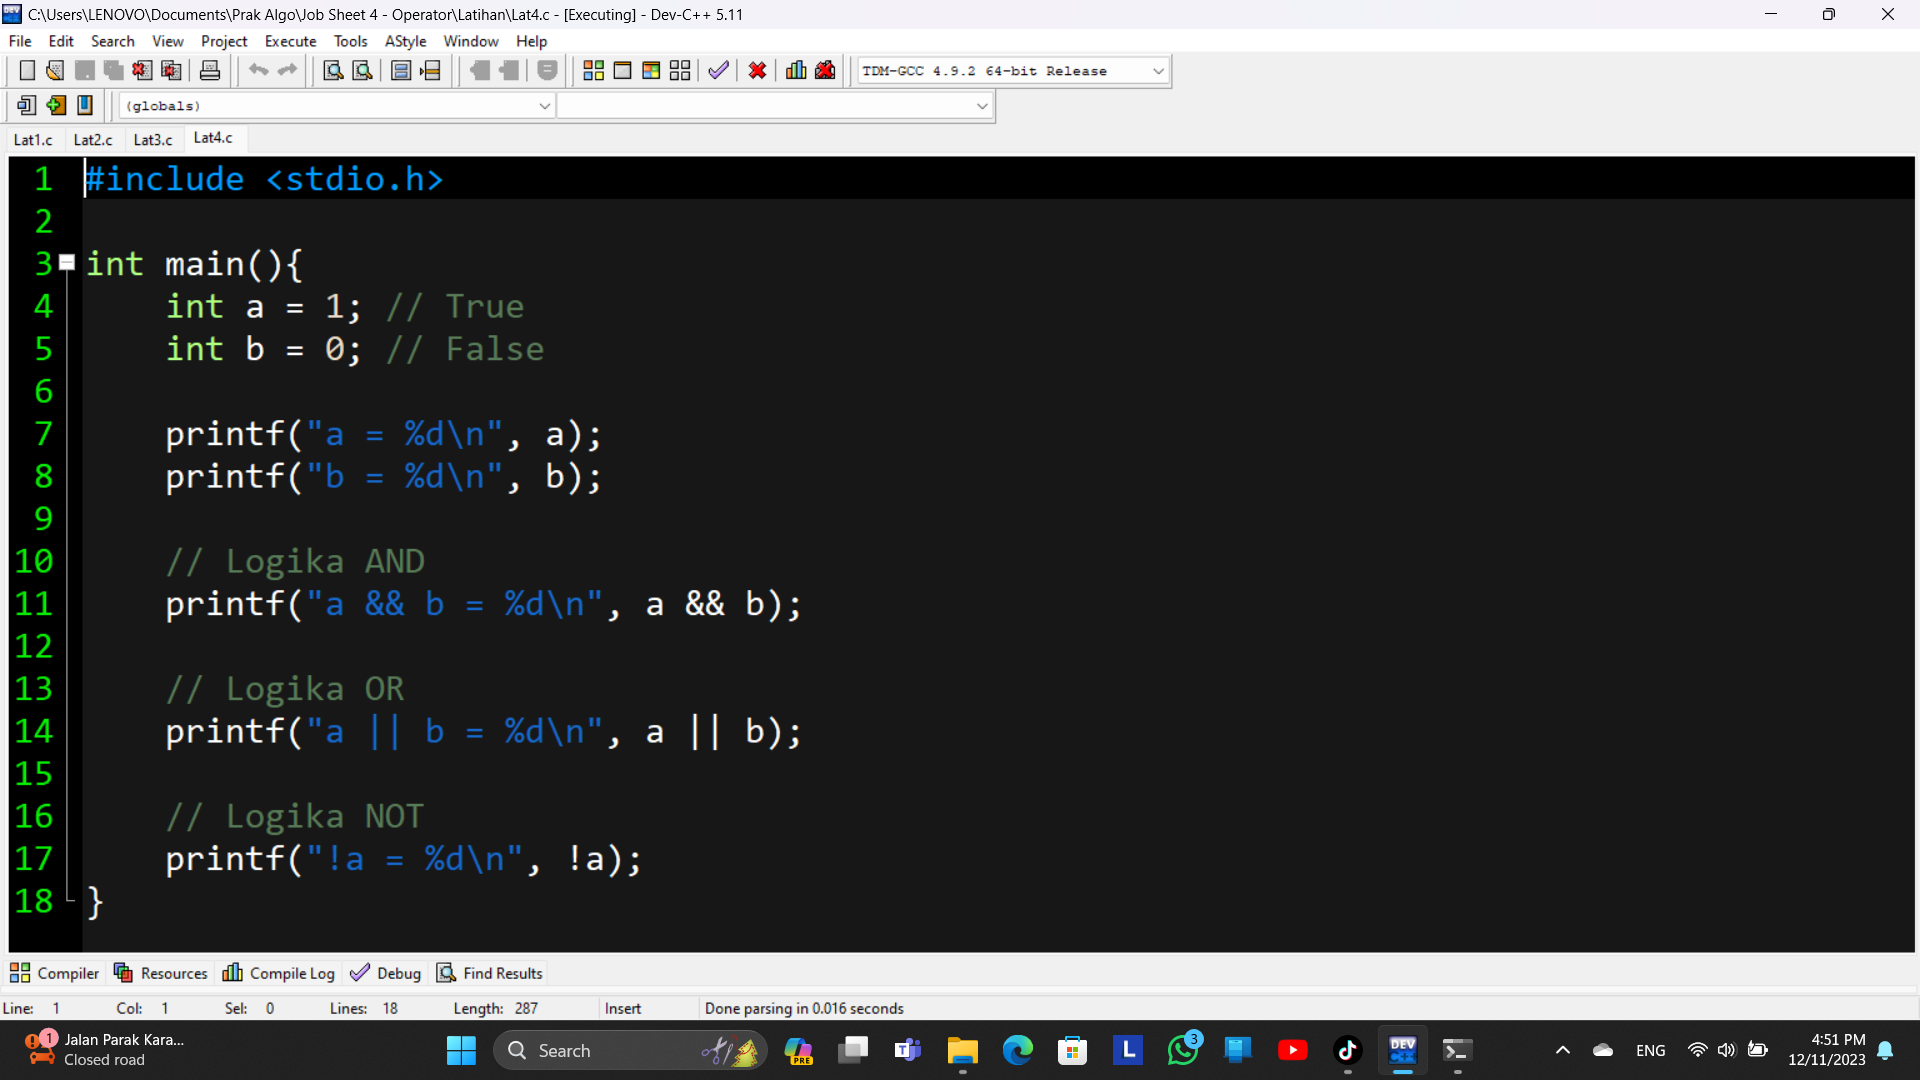 C:\Users\LENOVO\Documents\Prak Algo\Job Sheet 4 - Operator\Latihan\Lat4.c - [Executing] - Dev-C++ 5.11
File Edit Search View Project Execute Tools AStyle Window Help
TDM-GCC 4.9.2 64-bit Release
(globals)
Lat1.c Lat2.c Lat3.c Lat4.c
1 #include <stdio.h>
2
3 int main(){
4 int a = 1; // True
5 int b = 0; // False
6
7 printf("a = %d\n", a);
8 printf("b = %d\n", b);
9
10 // Logika AND
11 printf("a && b = %d\n", a && b);
12
13 // Logika OR
14 printf("a || b = %d\n", a || b);
15
16 // Logika NOT
17 printf("!a = %d\n", !a);
18 }
Compiler Resources Compile Log Debug Find Results
Line: 1 Col: 1 Sel: 0 Lines: 18 Length: 287 Insert Done parsing in 0.016 seconds
1 Jalan Parak Kara...
Closed road
Search
PRE
L
3
DEV
C++
ENG
4:51 PM
12/11/2023